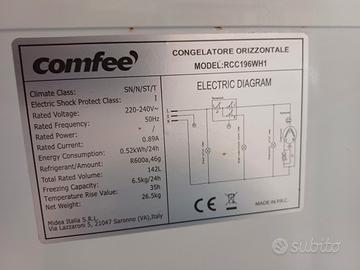 comfee
CONGELATORE ORIZZONTALE
MODEL:RCC196WH1
Climate Class: SN/N/ST/T
Electric Shock Protect Class: I
Rated Voltage: 220-240V~
Rated Frequency: 50Hz
Rated Power: /
Rated Current: 0.89A
Energy Consumption: 0.52kWh/24h
Refrigerant/Amount: R600a,46g
Total Rated Volume: 142L
Freezing Capacity: 6.5kg/24h
Temperature Rise Value: 35h
Net Weight: 26.5kg
Midea Italia S.R.L.
Via Lazzaroni 5, 21047 Saronno (VA),Italy
ELECTRIC DIAGRAM
CE
MADE IN P.R.C.
subito